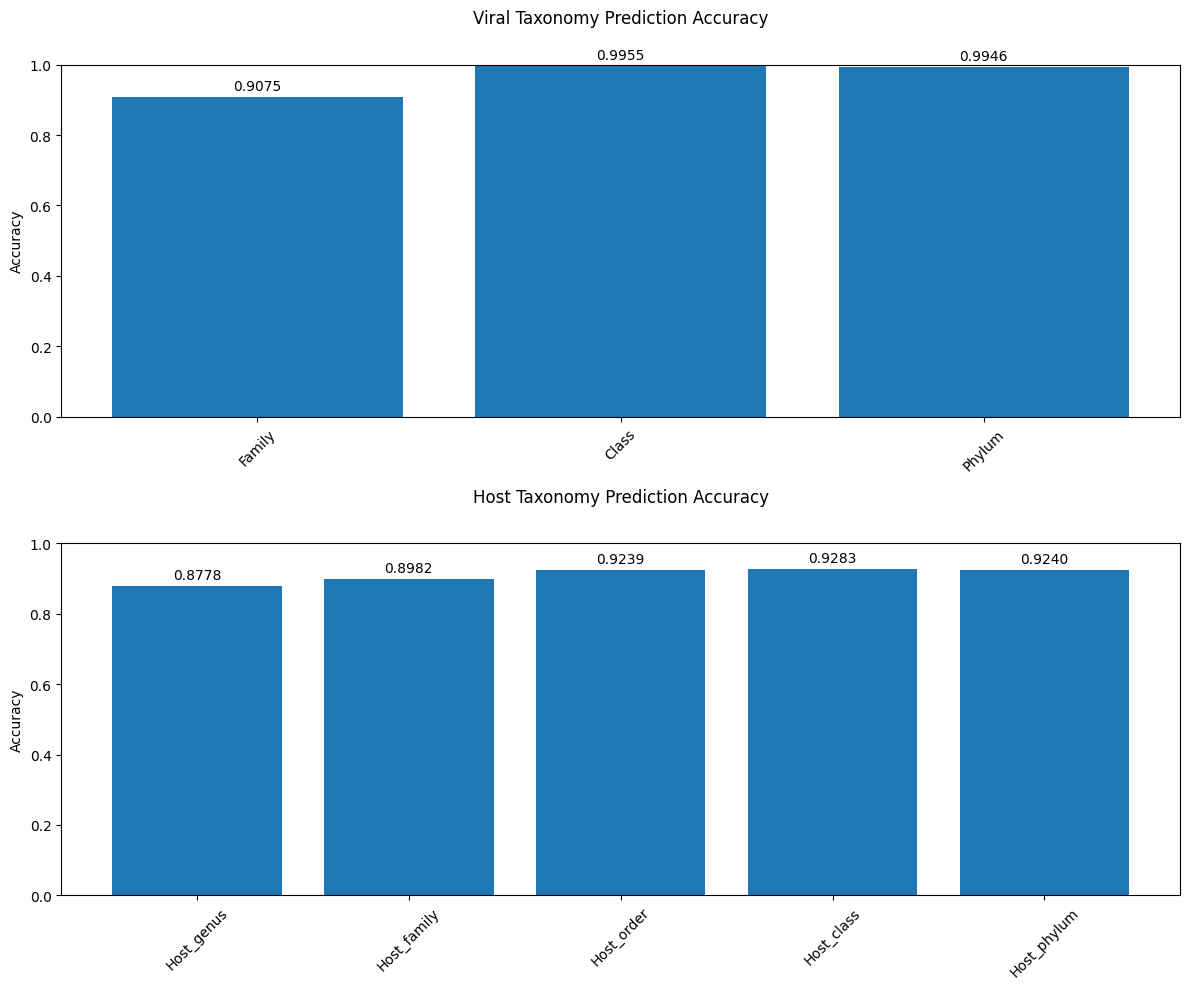 Viral Taxonomy Prediction Accuracy
0.9075
0.9955
0.9946
1.0
0.8
0.6
0.4
0.2
0.0
Accuracy
Family
Class
Phylum
Host Taxonomy Prediction Accuracy
0.8778
0.8982
0.9239
0.9283
0.9240
1.0
0.8
0.6
0.4
0.2
0.0
Accuracy
Host_genus
Host_family
Host_order
Host_class
Host_phylum